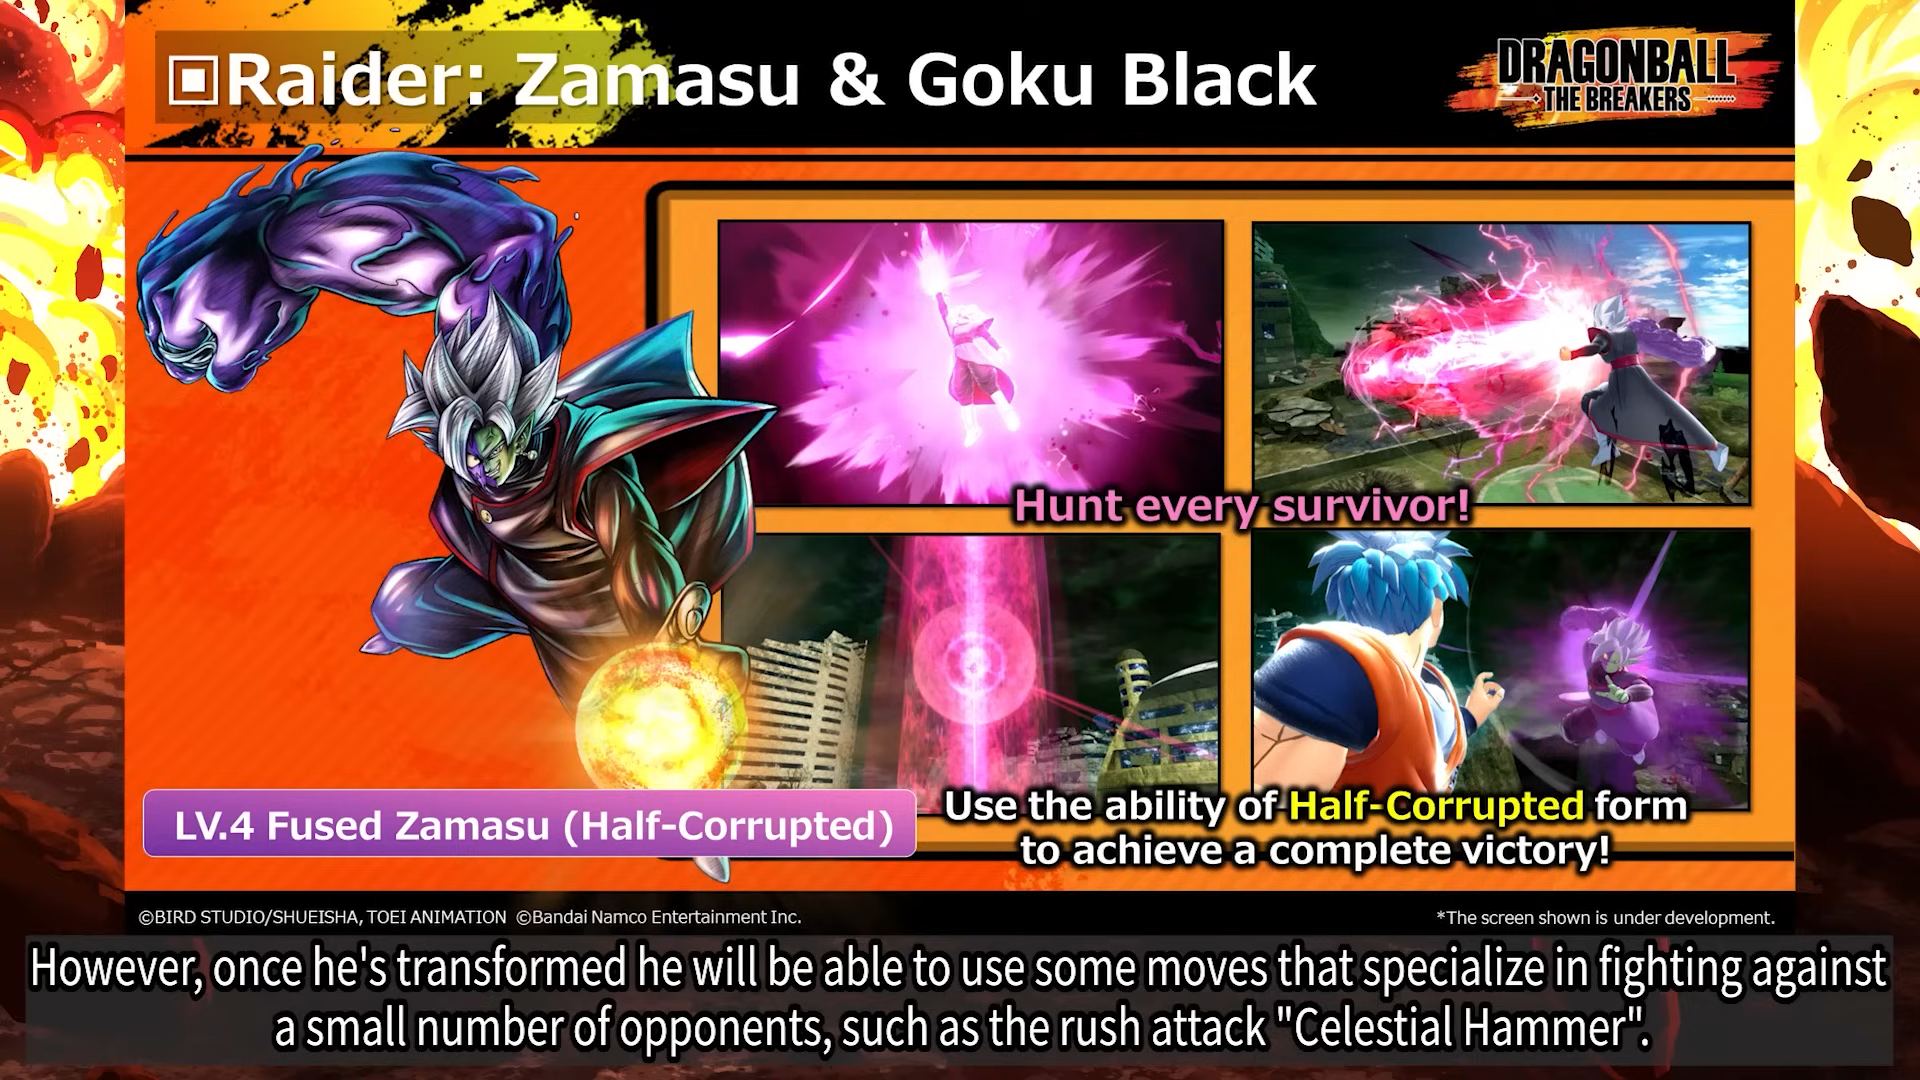 Raider: Zamasu & Goku Black
DRAGONBALL
THE BREAKERS
Hunt every survivor!
LV.4 Fused Zamasu (Half-Corrupted)
Use the ability of Half-Corrupted form
to achieve a complete victory!
©BIRD STUDIO/SHUEISHA, TOEI ANIMATION ©Bandai Namco Entertainment Inc.
*The screen shown is under development.
However, once he's transformed he will be able to use some moves that specialize in fighting against
a small number of opponents, such as the rush attack "Celestial Hammer".